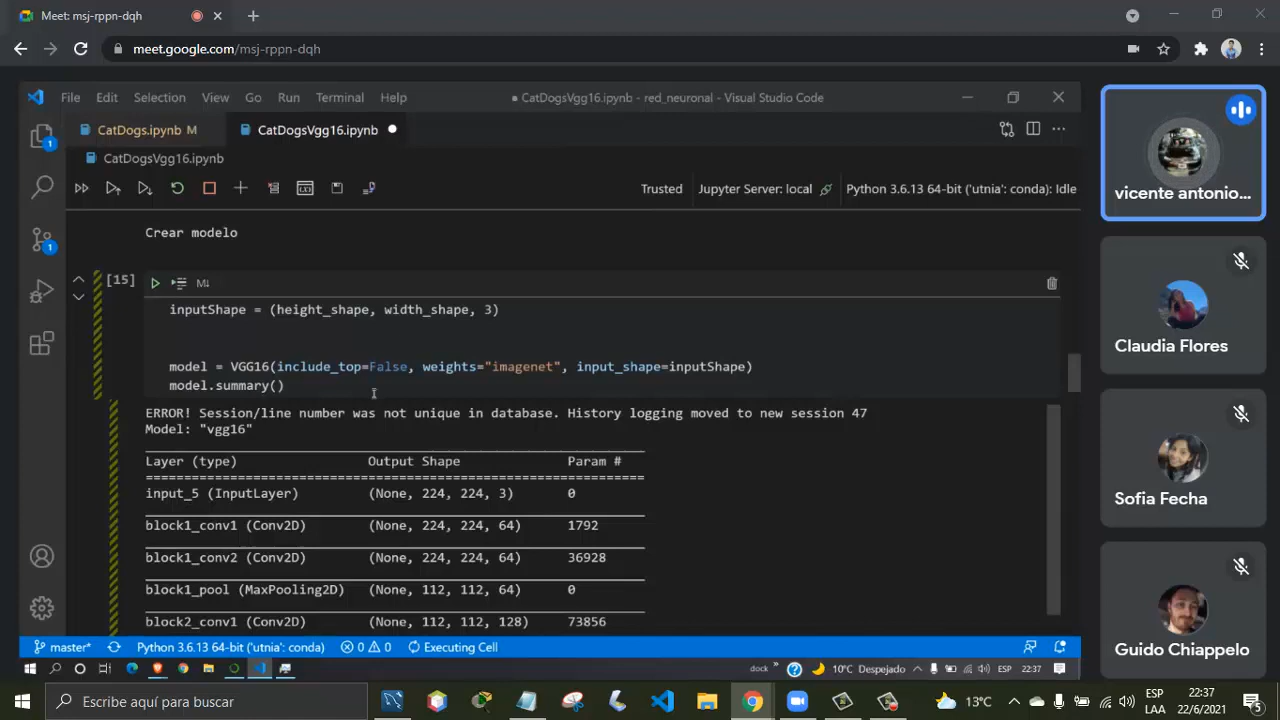 Meet: msj-rppn-dqh
meet.google.com/msj-rppn-dqh
File Edit Selection View Go Run Terminal Help
CatDogsVgg16.ipynb - red_neuronal - Visual Studio Code
CatDogs.ipynb M
CatDogsVgg16.ipynb
CatDogsVgg16.ipynb
Trusted
Jupyter Server: local
Python 3.6.13 64-bit ('utnia': conda): Idle
Crear modelo
[15]
M↓
inputShape = (height_shape, width_shape, 3)
model = VGG16(include_top=False, weights="imagenet", input_shape=inputShape)
model.summary()
ERROR! Session/line number was not unique in database. History logging moved to new session 47
Model: "vgg16"
Layer (type) Output Shape Param #
=================================================================
input_5 (InputLayer) (None, 224, 224, 3) 0
block1_conv1 (Conv2D) (None, 224, 224, 64) 1792
block1_conv2 (Conv2D) (None, 224, 224, 64) 36928
block1_pool (MaxPooling2D) (None, 112, 112, 64) 0
block2_conv1 (Conv2D) (None, 112, 112, 128) 73856
1
1
master*
Python 3.6.13 64-bit ('utnia': conda)
0 0
Executing Cell
dock
10°C Despejado
ESP
22:37
vicente antonio...
Claudia Flores
Sofia Fecha
Guido Chiappelo
Escribe aquí para buscar
13°C
ESP
LAA
22:37
22/6/2021
5